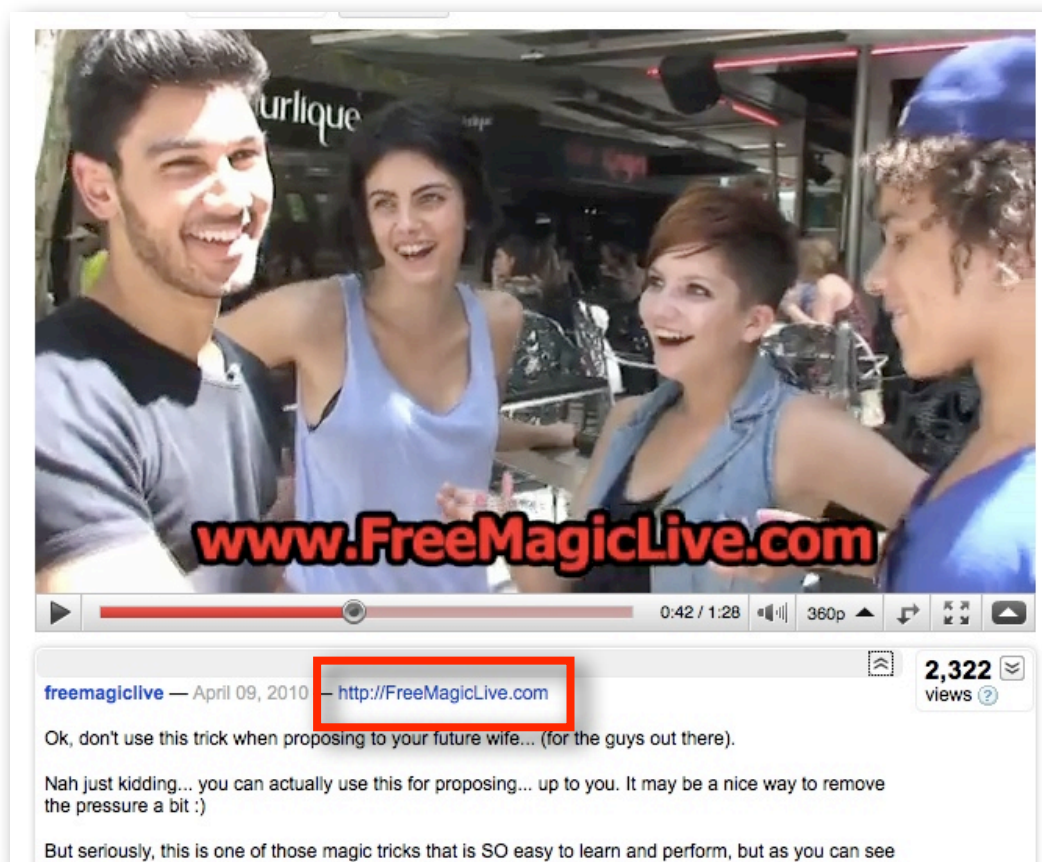 urlique
www.FreeMagicLive.com
0:42 / 1:28
360p
freemagiclive — April 09, 2010 — http://FreeMagicLive.com
2,322
views ?
Ok, don't use this trick when proposing to your future wife... (for the guys out there).
Nah just kidding... you can actually use this for proposing... up to you. It may be a nice way to remove
the pressure a bit :)
But seriously, this is one of those magic tricks that is SO easy to learn and perform, but as you can see